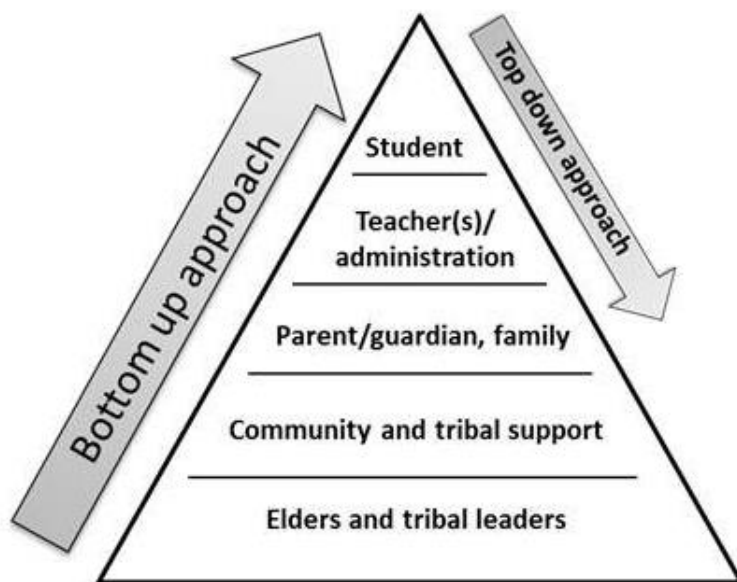 Bottom up approach
Top down approach
Student
Teacher(s)/
administration
Parent/guardian, family
Community and tribal support
Elders and tribal leaders